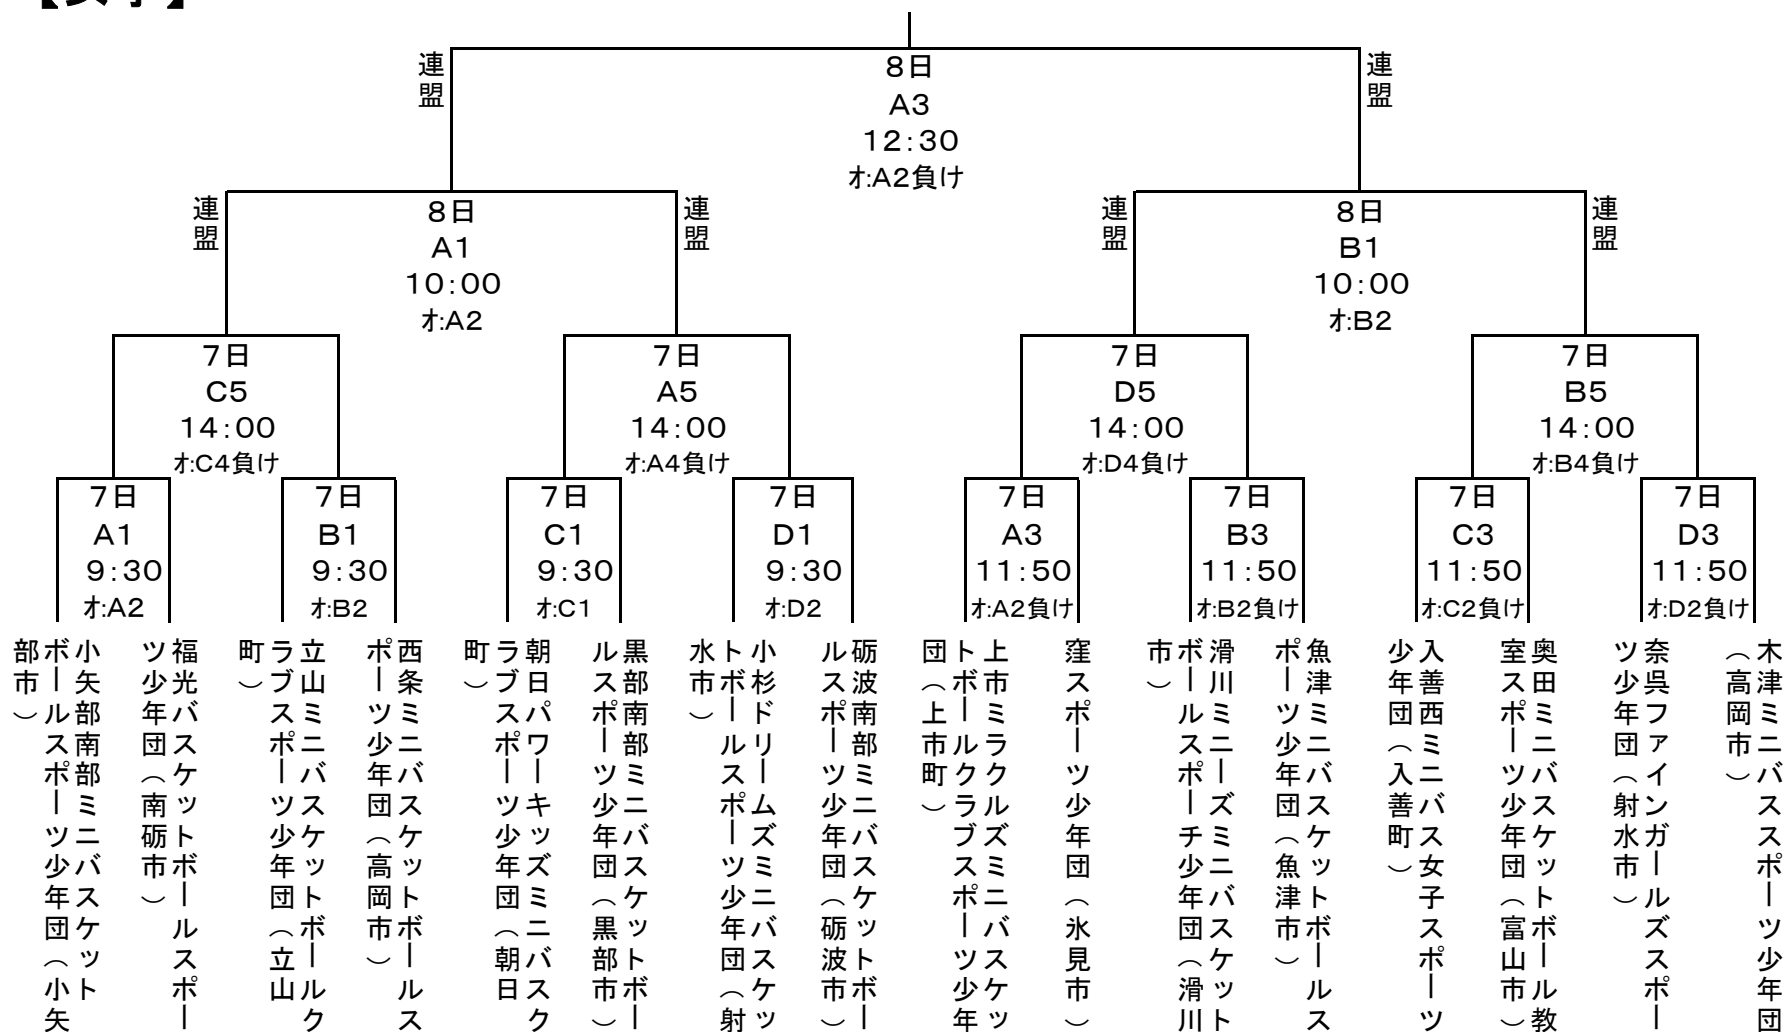 【女子】
連盟
8日
A3
12:30
ｵ:A2負け
連盟
連盟
8日
A1
10:00
ｵ:A2
連盟
連盟
8日
B1
10:00
ｵ:B2
連盟
7日
C5
14:00
ｵ:C4負け
7日
A5
14:00
ｵ:A4負け
7日
D5
14:00
ｵ:D4負け
7日
B5
14:00
ｵ:B4負け
7日
A1
9:30
ｵ:A2
7日
B1
9:30
ｵ:B2
7日
C1
9:30
ｵ:C1
7日
D1
9:30
ｵ:D2
7日
A3
11:50
ｵ:A2負け
7日
B3
11:50
ｵ:B2負け
7日
C3
11:50
ｵ:C2負け
7日
D3
11:50
ｵ:D2負け
小矢部南部ミニバスケット
ボールスポーツ少年団（小矢
部市）
福光バスケットボールスポー
ツ少年団（南砺市）
立山ミニバスケットボールク
ラブスポーツ少年団（立山
町）
西条ミニバスケットボールス
ポーツ少年団（高岡市）
朝日パワーキッズミニバスク
ラブスポーツ少年団（朝日
町）
黒部南部ミニバスケットボー
ルスポーツ少年団（黒部市）
小杉ドリームズミニバスケッ
トボールスポーツ少年団（射
水市）
砺波南部ミニバスケットボー
ルスポーツ少年団（砺波市）
上市ミラクルズミニバスケッ
トボールクラブスポーツ少年
団（上市町）
窪スポーツ少年団（氷見市）
滑川ミニーズミニバスケット
ボールスポーチ少年団（滑川
市）
魚津ミニバスケットボールス
ポーツ少年団（魚津市）
入善西ミニバス女子スポーツ
少年団（入善町）
奥田ミニバスケットボール教
室スポーツ少年団（富山市）
奈呉ファインガールズスポー
ツ少年団（射水市）
木津ミニバススポーツ少年団
（高岡市）